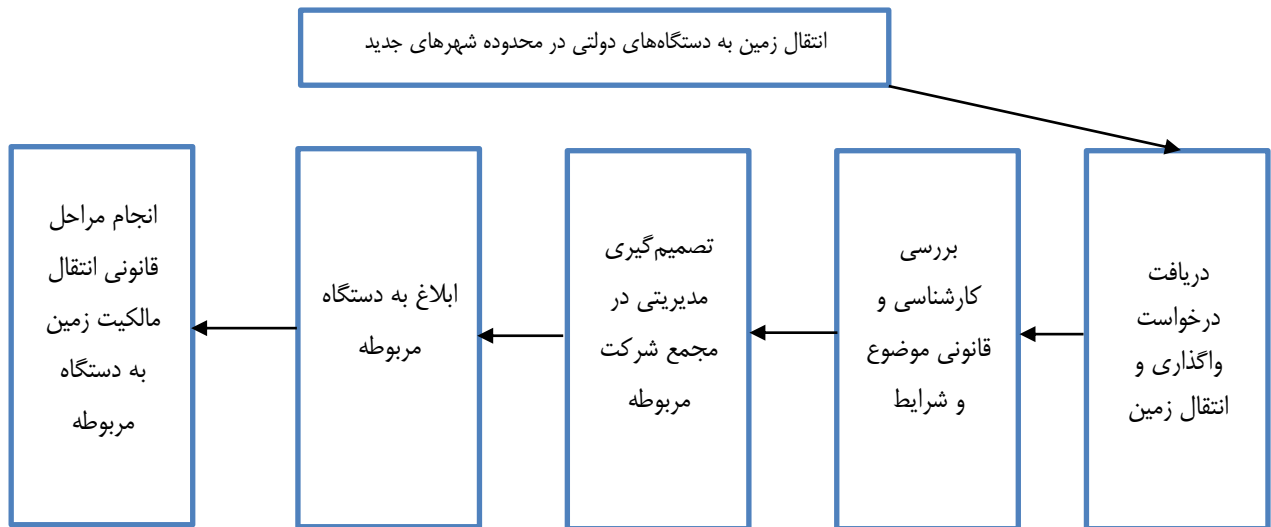 انتقال زمین به دستگاه‌های دولتی در محدوده شهرهای جدید
دریافت
درخواست
واگذاری و
انتقال زمین
بررسی
کارشناسی و
قانونی موضوع
و شرایط
تصمیم‌گیری
مدیریتی در
مجمع شرکت
مربوطه
ابلاغ به دستگاه
مربوطه
انجام مراحل
قانونی انتقال
مالکیت زمین
به دستگاه
مربوطه